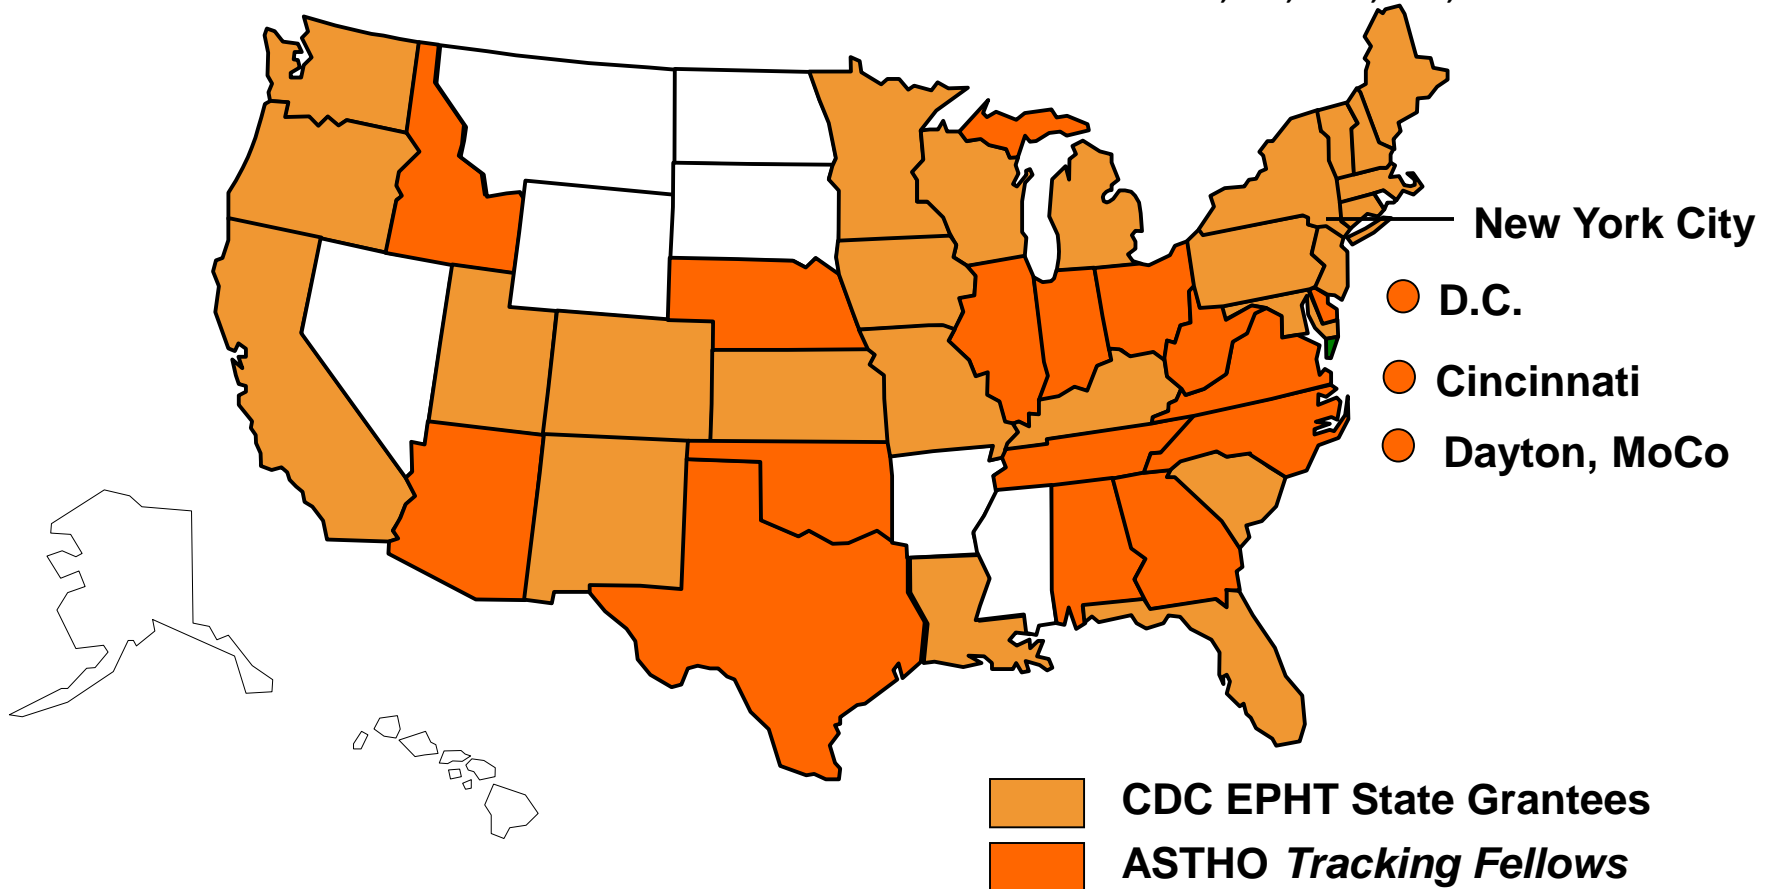 New York City
D.C.
Cincinnati
Dayton, MoCo
CDC EPHT State Grantees
ASTHO Tracking Fellows